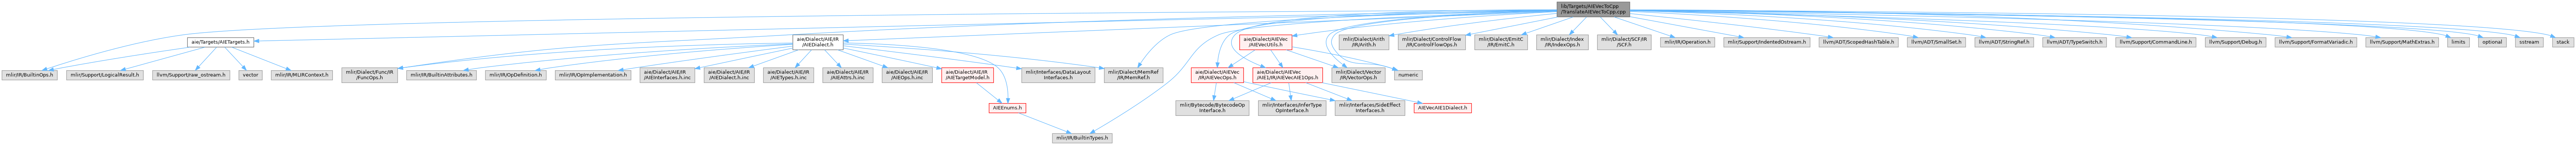 lib/Targets/AIEVecToCpp
/TranslateAIEVecToCpp.cpp
aie/Targets/AIETargets.h
aie/Dialect/AIE/IR
/AIEDialect.h
aie/Dialect/AIEVec
/AIEVecUtils.h
mlir/Dialect/Arith
/IR/Arith.h
mlir/Dialect/ControlFlow
/IR/ControlFlowOps.h
mlir/Dialect/EmitC
/IR/EmitC.h
mlir/Dialect/Index
/IR/IndexOps.h
mlir/Dialect/SCF/IR
/SCF.h
mlir/IR/Operation.h
mlir/Support/IndentedOstream.h
llvm/ADT/ScopedHashTable.h
llvm/ADT/SmallSet.h
llvm/ADT/StringRef.h
llvm/ADT/TypeSwitch.h
llvm/Support/CommandLine.h
llvm/Support/Debug.h
llvm/Support/FormatVariadic.h
llvm/Support/MathExtras.h
limits
optional
sstream
stack
mlir/IR/BuiltinOps.h
mlir/Support/LogicalResult.h
llvm/Support/raw_ostream.h
vector
mlir/IR/MLIRContext.h
mlir/Dialect/Func/IR
/FuncOps.h
mlir/IR/BuiltinAttributes.h
mlir/IR/OpDefinition.h
mlir/IR/OpImplementation.h
aie/Dialect/AIE/IR
/AIEInterfaces.h.inc
aie/Dialect/AIE/IR
/AIEDialect.h.inc
aie/Dialect/AIE/IR
/AIETypes.h.inc
aie/Dialect/AIE/IR
/AIEAttrs.h.inc
aie/Dialect/AIE/IR
/AIEOps.h.inc
aie/Dialect/AIE/IR
/AIETargetModel.h
mlir/Interfaces/DataLayout
Interfaces.h
mlir/Dialect/MemRef
/IR/MemRef.h
aie/Dialect/AIEVec
/IR/AIEVecOps.h
aie/Dialect/AIEVec
/AIE1/IR/AIEVecAIE1Ops.h
mlir/Dialect/Vector
/IR/VectorOps.h
numeric
AIEEnums.h
mlir/Bytecode/BytecodeOp
Interface.h
mlir/Interfaces/InferType
OpInterface.h
mlir/Interfaces/SideEffect
Interfaces.h
AIEVecAIE1Dialect.h
mlir/IR/BuiltinTypes.h